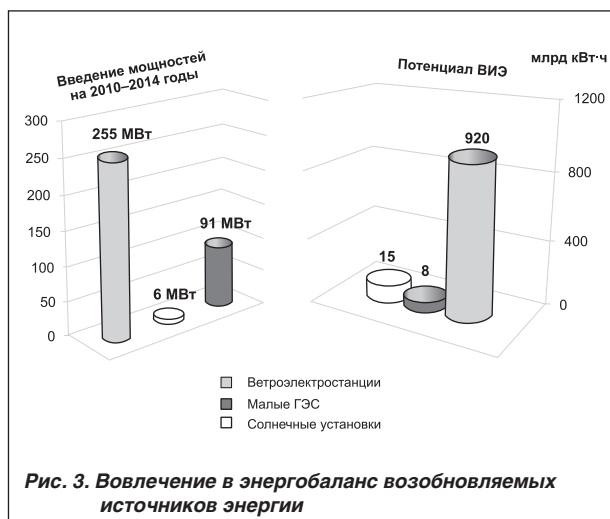 Введение мощностей
на 2010–2014 годы
300
250
200
150
100
50
0
255 МВт
6 МВт
91 МВт
Потенциал ВИЭ
млрд кВт·ч
1200
800
400
0
15
8
920
Ветроэлектростанции
Малые ГЭС
Солнечные установки
Рис. 3. Вовлечение в энергобаланс возобновляемых
источников энергии